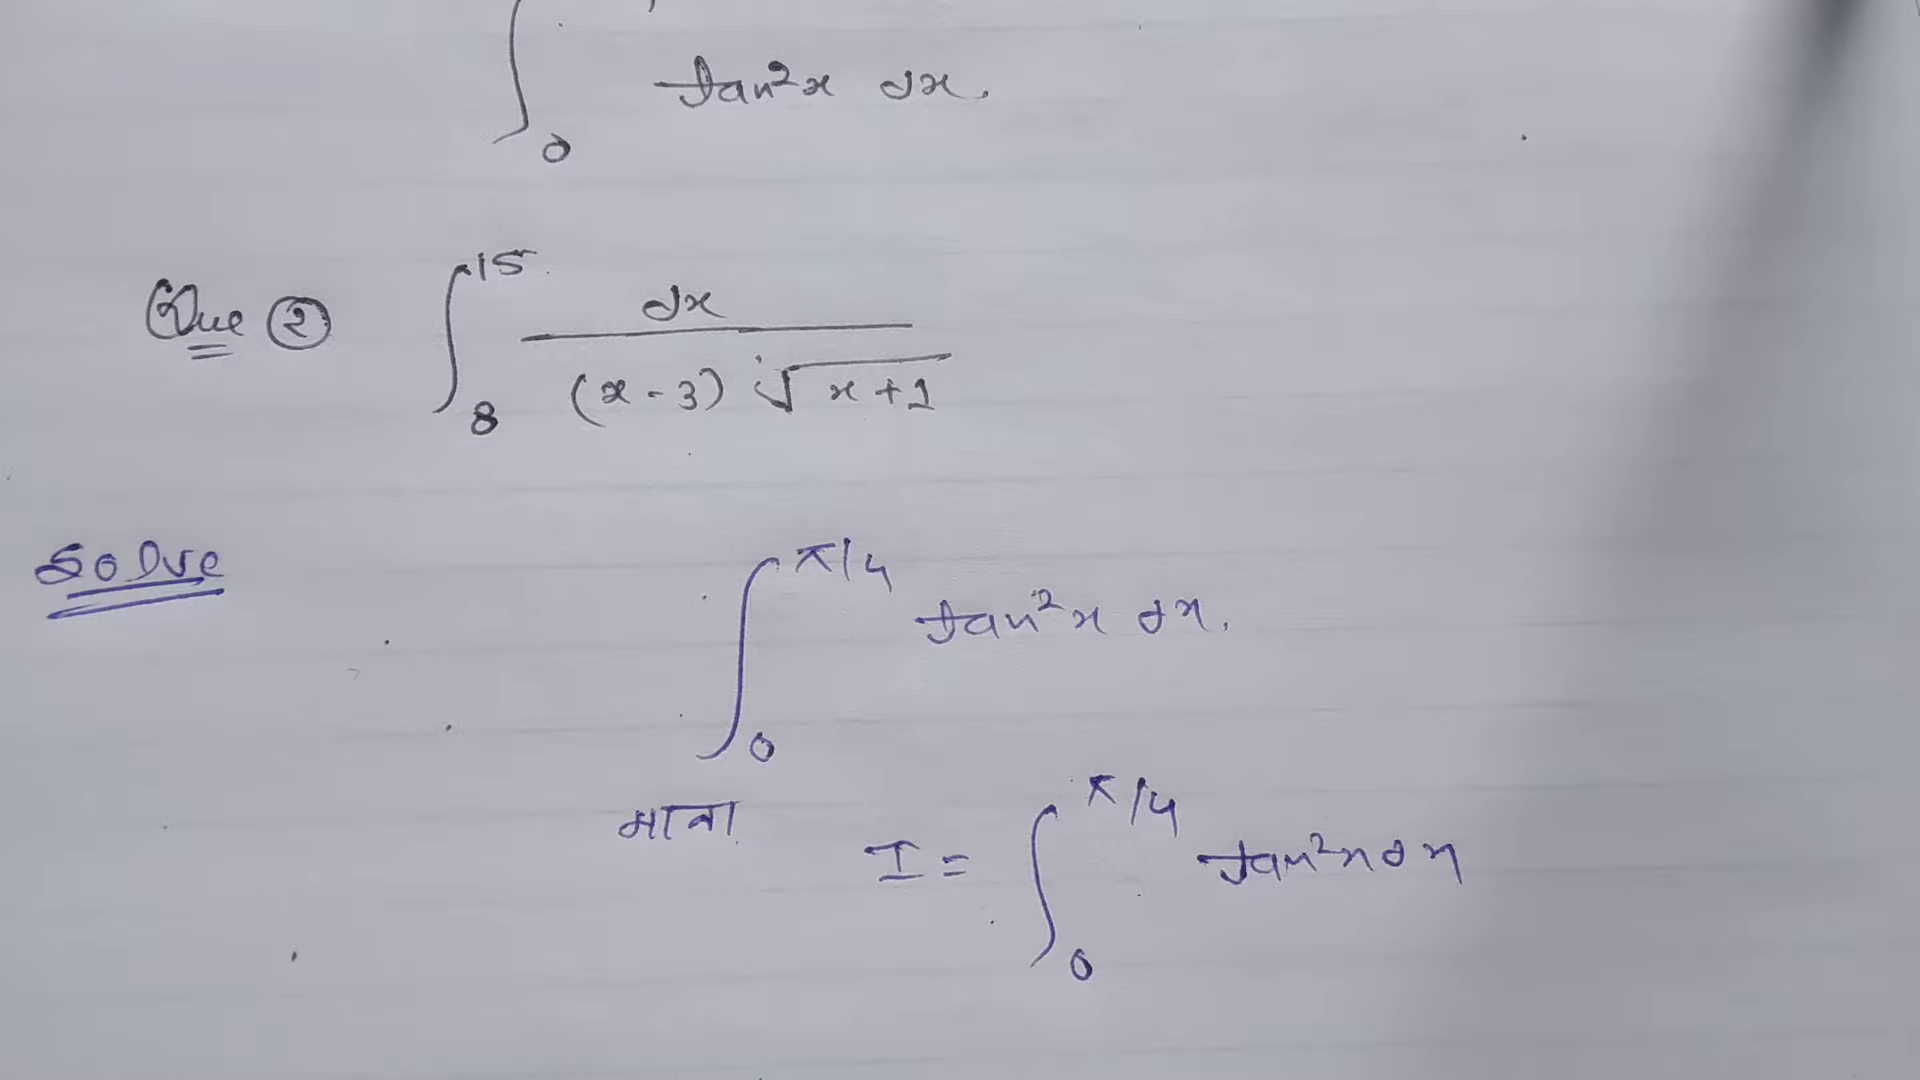 ∫₀ tan²x dx.
Que ② ∫₈¹⁵ dx / (x-3) √x+1
Solve ∫₀^π/4 tan²x dx.
माना I = ∫₀^π/4 tan²x dx